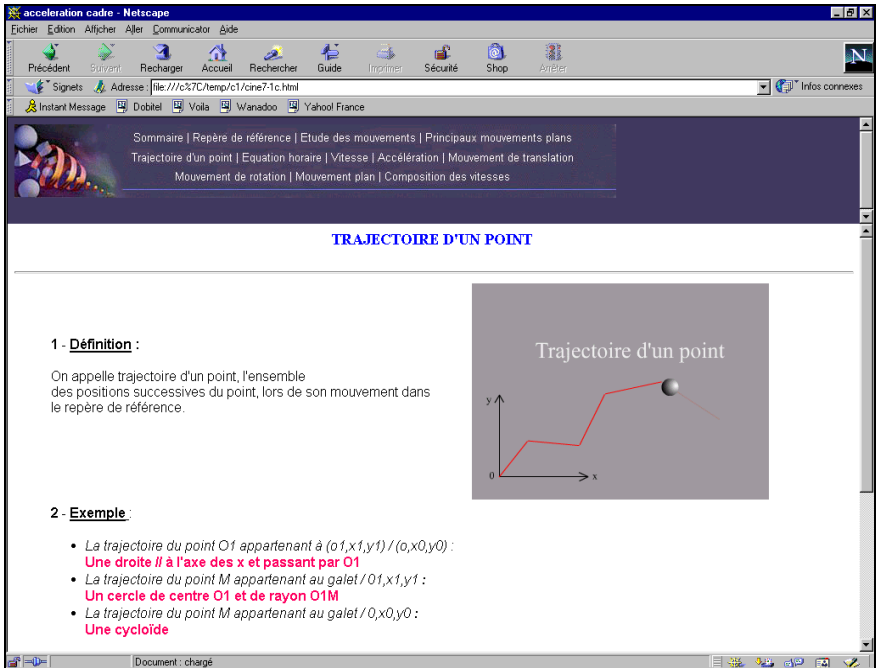 acceleration cadre - Netscape
Fichier Edition Afficher Aller Communicator Aide
Précédent Suivant Recharger Accueil Rechercher Guide Imprimer Sécurité Shop Arrêter
N
Signets Adresse : file:///c%7C/temp/c1/cine7-1c.html Infos connexes
Instant Message Dobitel Voila Wanadoo Yahoo! France
Sommaire | Repère de référence | Etude des mouvements | Principaux mouvements plans
Trajectoire d'un point | Equation horaire | Vitesse | Accélération | Mouvement de translation
Mouvement de rotation | Mouvement plan | Composition des vitesses
TRAJECTOIRE D'UN POINT
1 - Définition :
On appelle trajectoire d'un point, l'ensemble
des positions successives du point, lors de son mouvement dans
le repère de référence.
Trajectoire d'un point
y
0
x
2 - Exemple :
• La trajectoire du point O1 appartenant à (o1,x1,y1) / (o,x0,y0) :
Une droite // à l'axe des x et passant par O1
• La trajectoire du point M appartenant au galet / 01,x1,y1 :
Un cercle de centre O1 et de rayon O1M
• La trajectoire du point M appartenant au galet / 0,x0,y0 :
Une cycloïde
Document : chargé